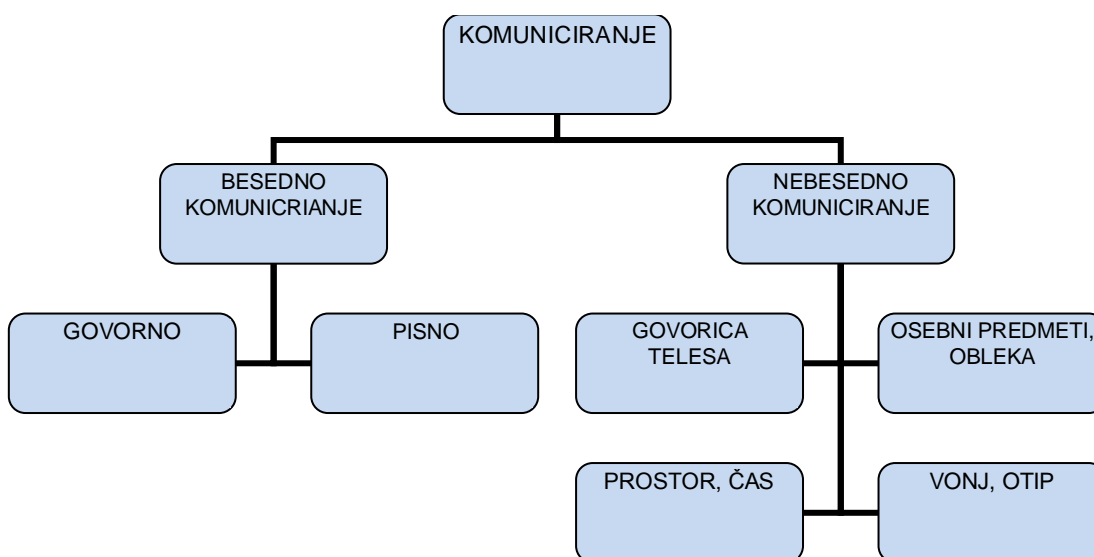 KOMUNICIRANJE
BESEDNO
KOMUNICRIANJE
NEBESEDNO
KOMUNICIRANJE
GOVORNO
PISNO
GOVORICA
TELESA
OSEBNI PREDMETI,
OBLEKA
PROSTOR, ČAS
VONJ, OTIP